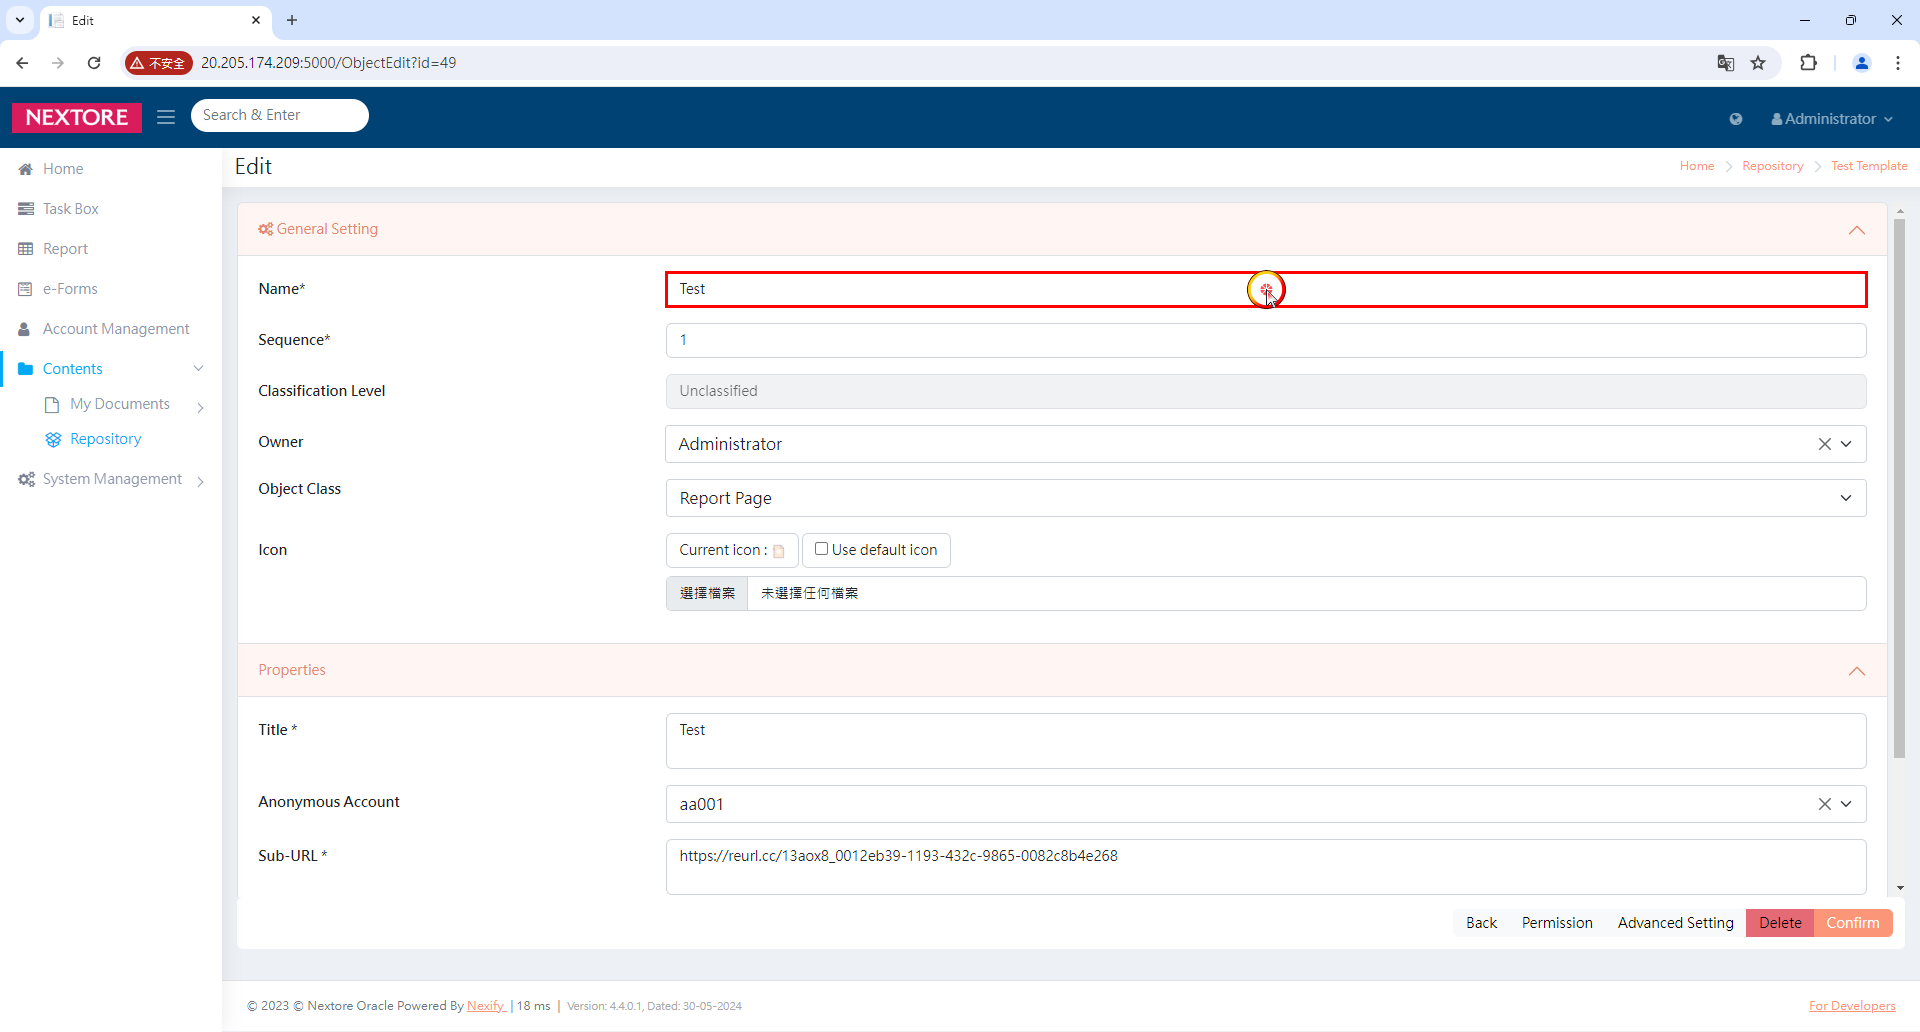 Edit
不安全
20.205.174.209:5000/ObjectEdit?id=49
NEXTORE
Search & Enter
Administrator
Home
Task Box
Report
e-Forms
Account Management
Contents
My Documents
Repository
System Management
Edit
Home
Repository
Test Template
General Setting
Name*
Test
Sequence*
1
Classification Level
Unclassified
Owner
Administrator
Object Class
Report Page
Icon
Current icon :
Use default icon
選擇檔案
未選擇任何檔案
Properties
Title *
Test
Anonymous Account
aa001
Sub-URL *
https://reurl.cc/13aox8_0012eb39-1193-432c-9865-0082c8b4e268
Back
Permission
Advanced Setting
Delete
Confirm
© 2023 © Nextore Oracle Powered By Nexify | 18 ms | Version: 4.4.0.1, Dated: 30-05-2024
For Developers